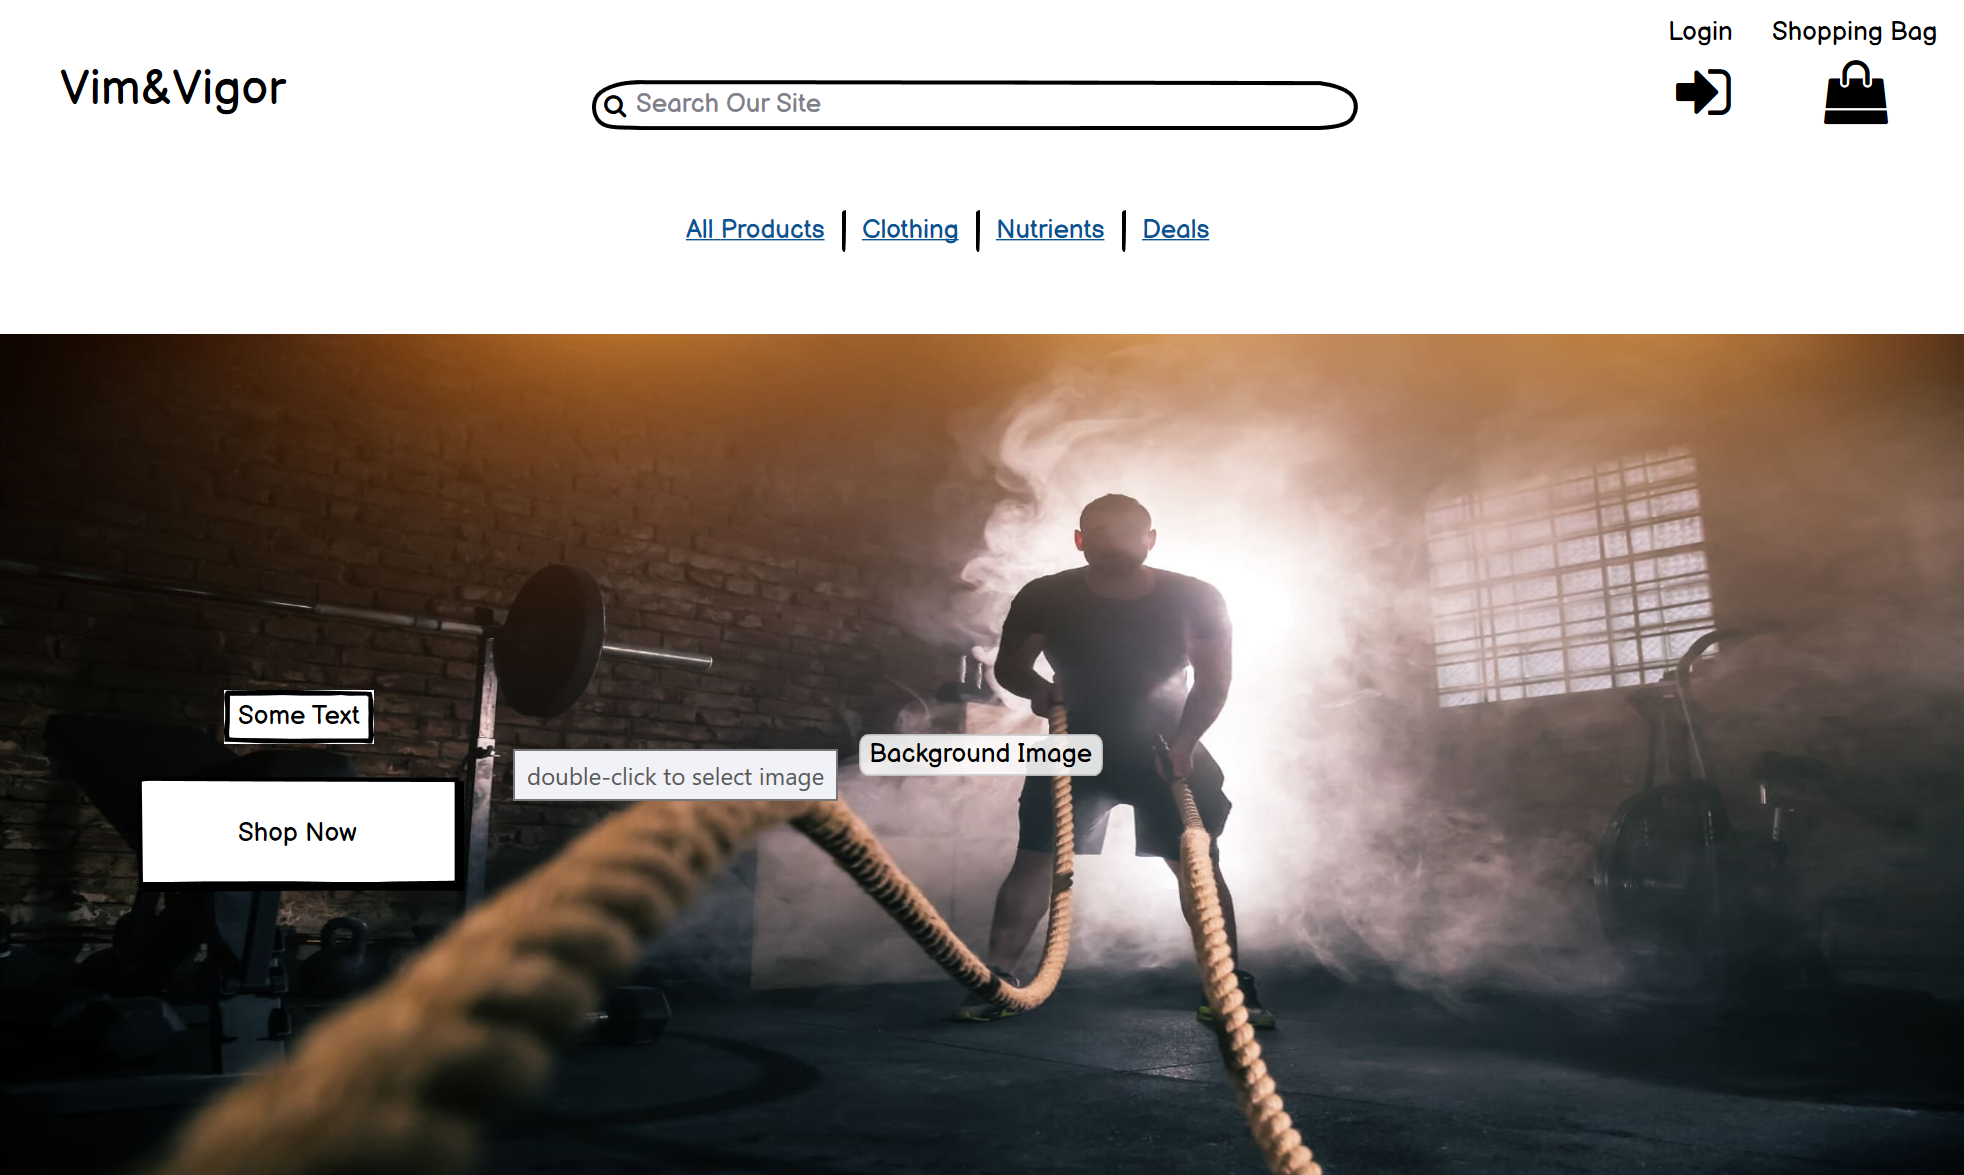 Login
Shopping Bag
Vim&Vigor
Search Our Site
All Products
Clothing
Nutrients
Deals
Some Text
Background Image
double-click to select image
Shop Now